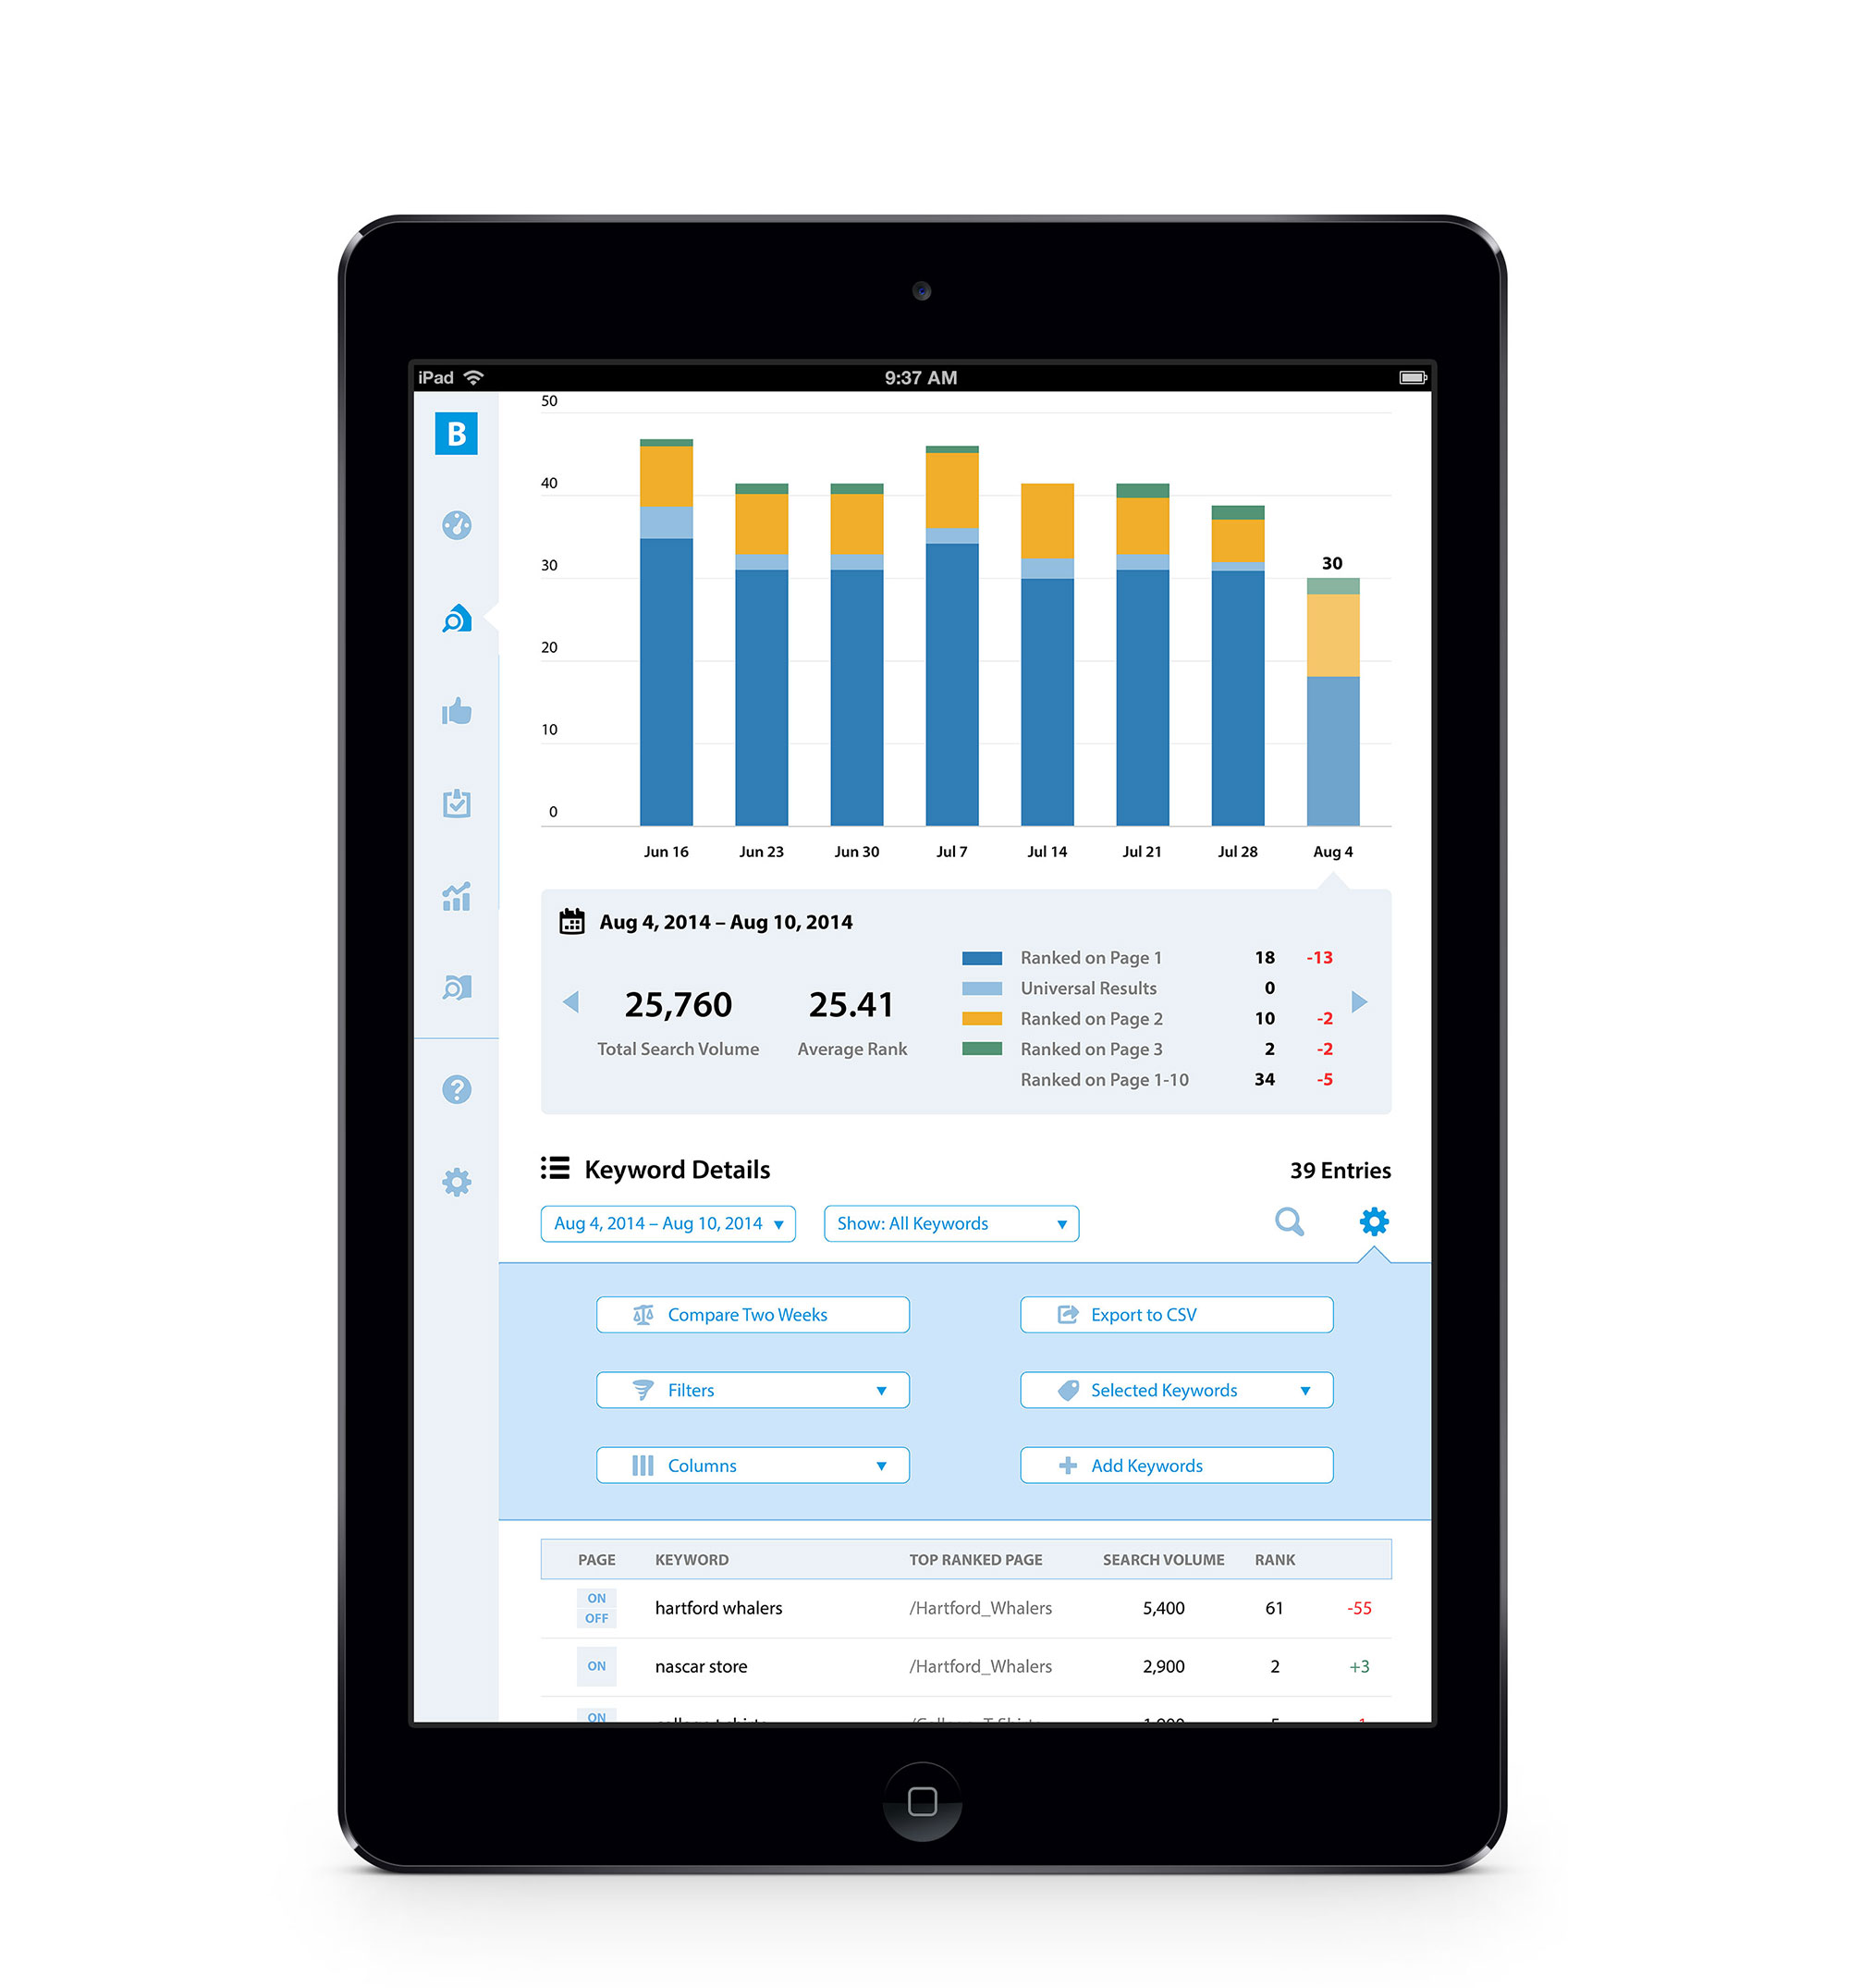 iPad 9:37 AM
B
50
40
30
20
10
0
30
Jun 16 Jun 23 Jun 30 Jul 7 Jul 14 Jul 21 Jul 28 Aug 4
Aug 4, 2014 – Aug 10, 2014
25,760
Total Search Volume
25.41
Average Rank
Ranked on Page 1 18 -13
Universal Results 0
Ranked on Page 2 10 -2
Ranked on Page 3 2 -2
Ranked on Page 1-10 34 -5
?
Keyword Details 39 Entries
Aug 4, 2014 – Aug 10, 2014 Show: All Keywords
Compare Two Weeks Export to CSV
Filters Selected Keywords
Columns Add Keywords
PAGE KEYWORD TOP RANKED PAGE SEARCH VOLUME RANK
ON
OFF
hartford whalers /Hartford_Whalers 5,400 61 -55
ON nascar store /Hartford_Whalers 2,900 2 +3
ON